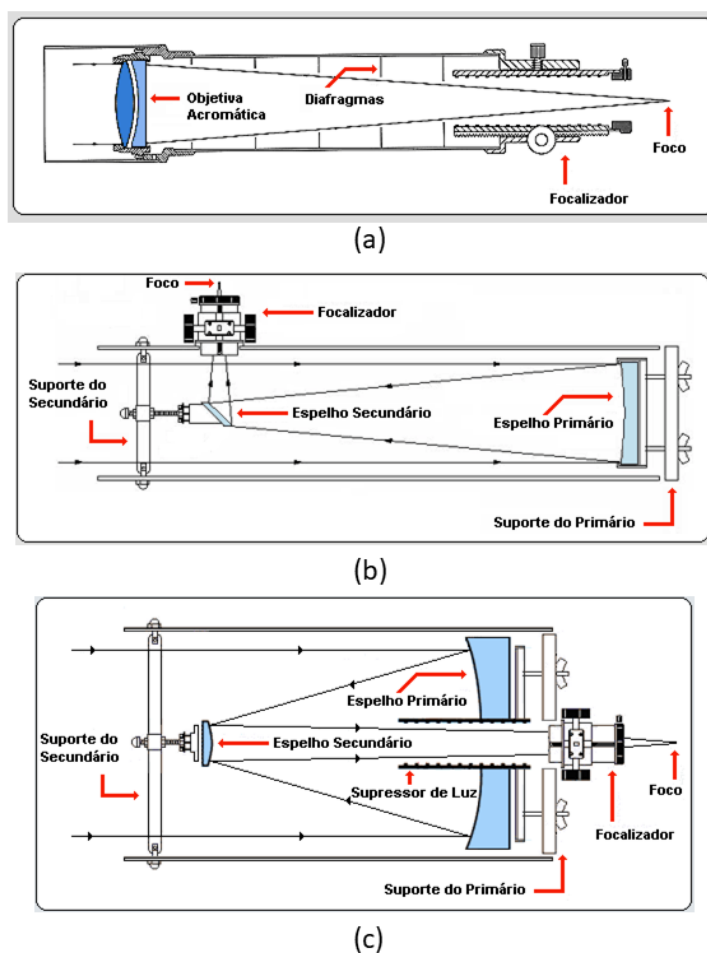 Objetiva
Acromática
Diafragmas
Foco
Focalizador
(a)
Foco
Focalizador
Suporte do
Secundário
Espelho Secundário
Espelho Primário
Suporte do Primário
(b)
Espelho Primário
Suporte do
Secundário
Espelho Secundário
Supressor de Luz
Foco
Focalizador
Suporte do Primário
(c)